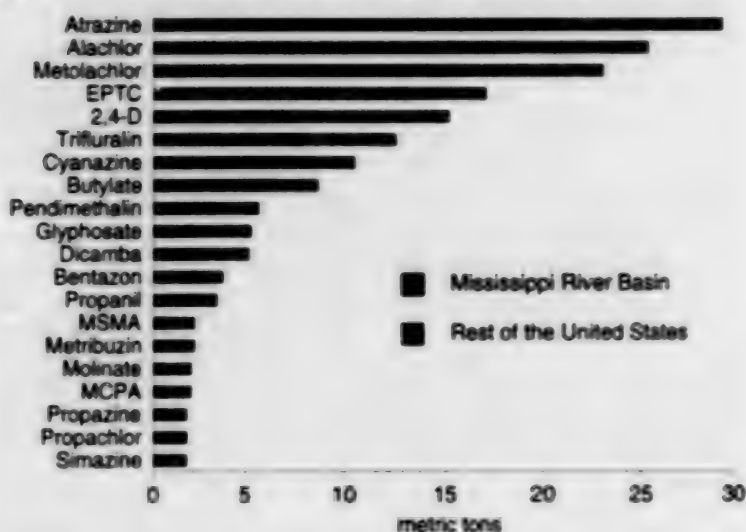 Atrazine
Alachlor
Metolachlor
EPTC
2,4-D
Trifluralin
Cyanazine
Butylate
Pendimethalin
Glyphosate
Dicamba
Bentazon
Propanil
MSMA
Metribuzin
Molinate
MCPA
Propazine
Propachlor
Simazine
Mississippi River Basin
Rest of the United States
0 5 10 15 20 25 30
metric tons